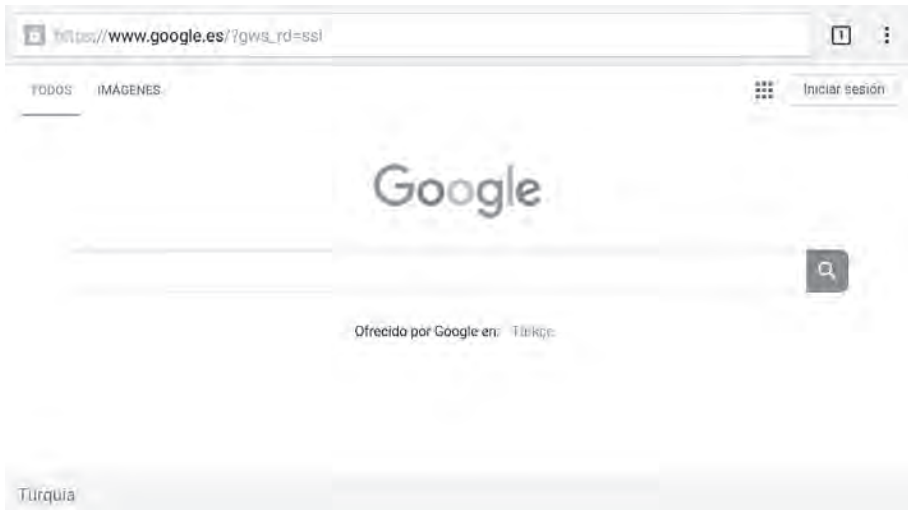 https://www.google.es/?gws_rd=ssl
1
TODOS IMÁGENES
Iniciar sesión
Google
Ofrecido por Google en: Türkçe
Turquía